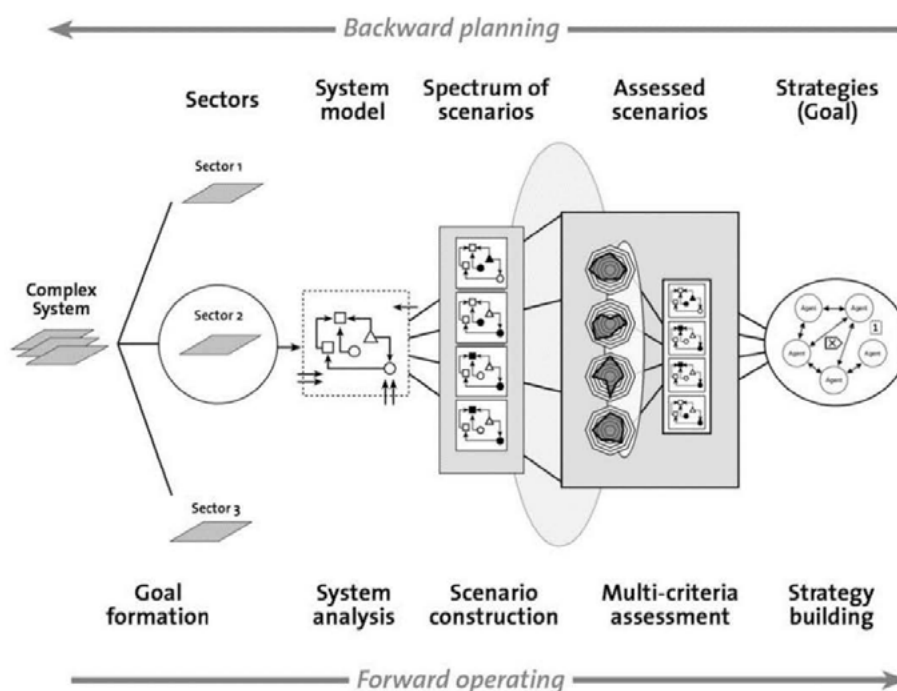 Backward planning
Sectors
System
model
Spectrum of
scenarios
Assessed
scenarios
Strategies
(Goal)
Sector 1
Complex
System
Sector 2
Agent
Agent
1
Agent
Agent
Agent
Sector 3
Goal
formation
System
analysis
Scenario
construction
Multi-criteria
assessment
Strategy
building
Forward operating